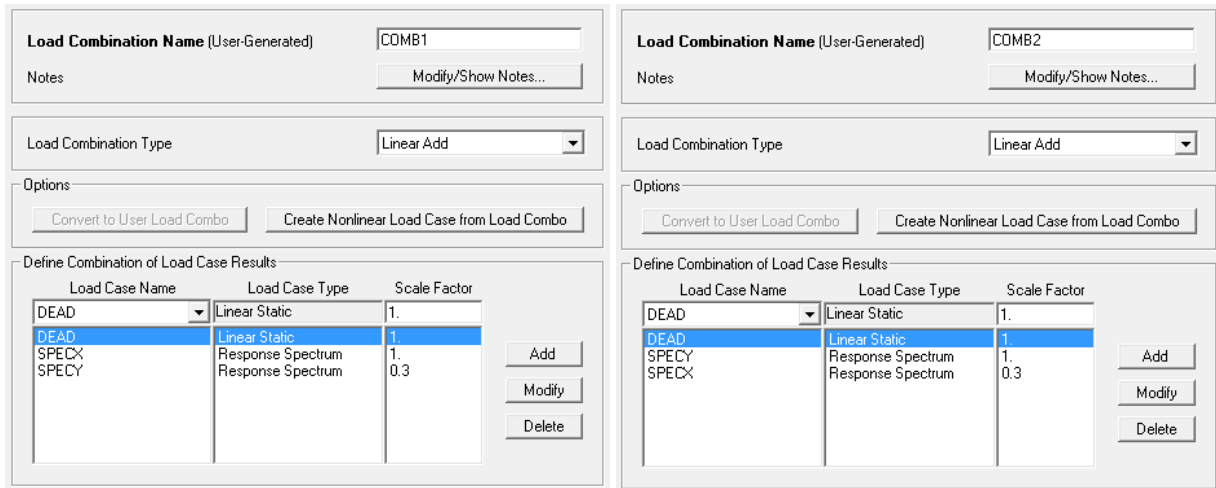 Load Combination Name (User-Generated) COMB1
Notes Modify/Show Notes...
Load Combination Type Linear Add
Options
Convert to User Load Combo Create Nonlinear Load Case from Load Combo
Define Combination of Load Case Results
Load Case Name Load Case Type Scale Factor
DEAD Linear Static 1.
DEAD Linear Static 1.
SPECX Response Spectrum 1.
SPECY Response Spectrum 0.3
Add
Modify
Delete
Load Combination Name (User-Generated) COMB2
Notes Modify/Show Notes...
Load Combination Type Linear Add
Options
Convert to User Load Combo Create Nonlinear Load Case from Load Combo
Define Combination of Load Case Results
Load Case Name Load Case Type Scale Factor
DEAD Linear Static 1.
DEAD Linear Static 1.
SPECY Response Spectrum 1.
SPECX Response Spectrum 0.3
Add
Modify
Delete